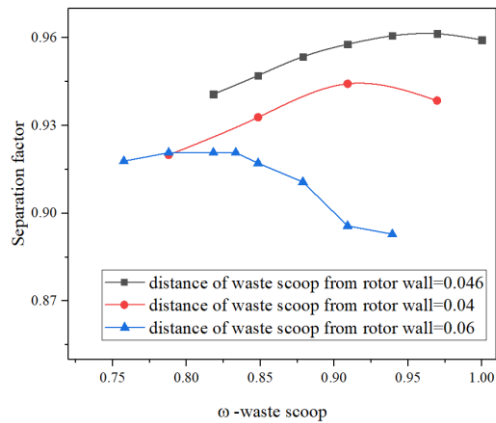 0.96
0.93
0.90
0.87
Separation factor
distance of waste scoop from rotor wall=0.046
distance of waste scoop from rotor wall=0.04
distance of waste scoop from rotor wall=0.06
0.75 0.80 0.85 0.90 0.95 1.00
ω -waste scoop